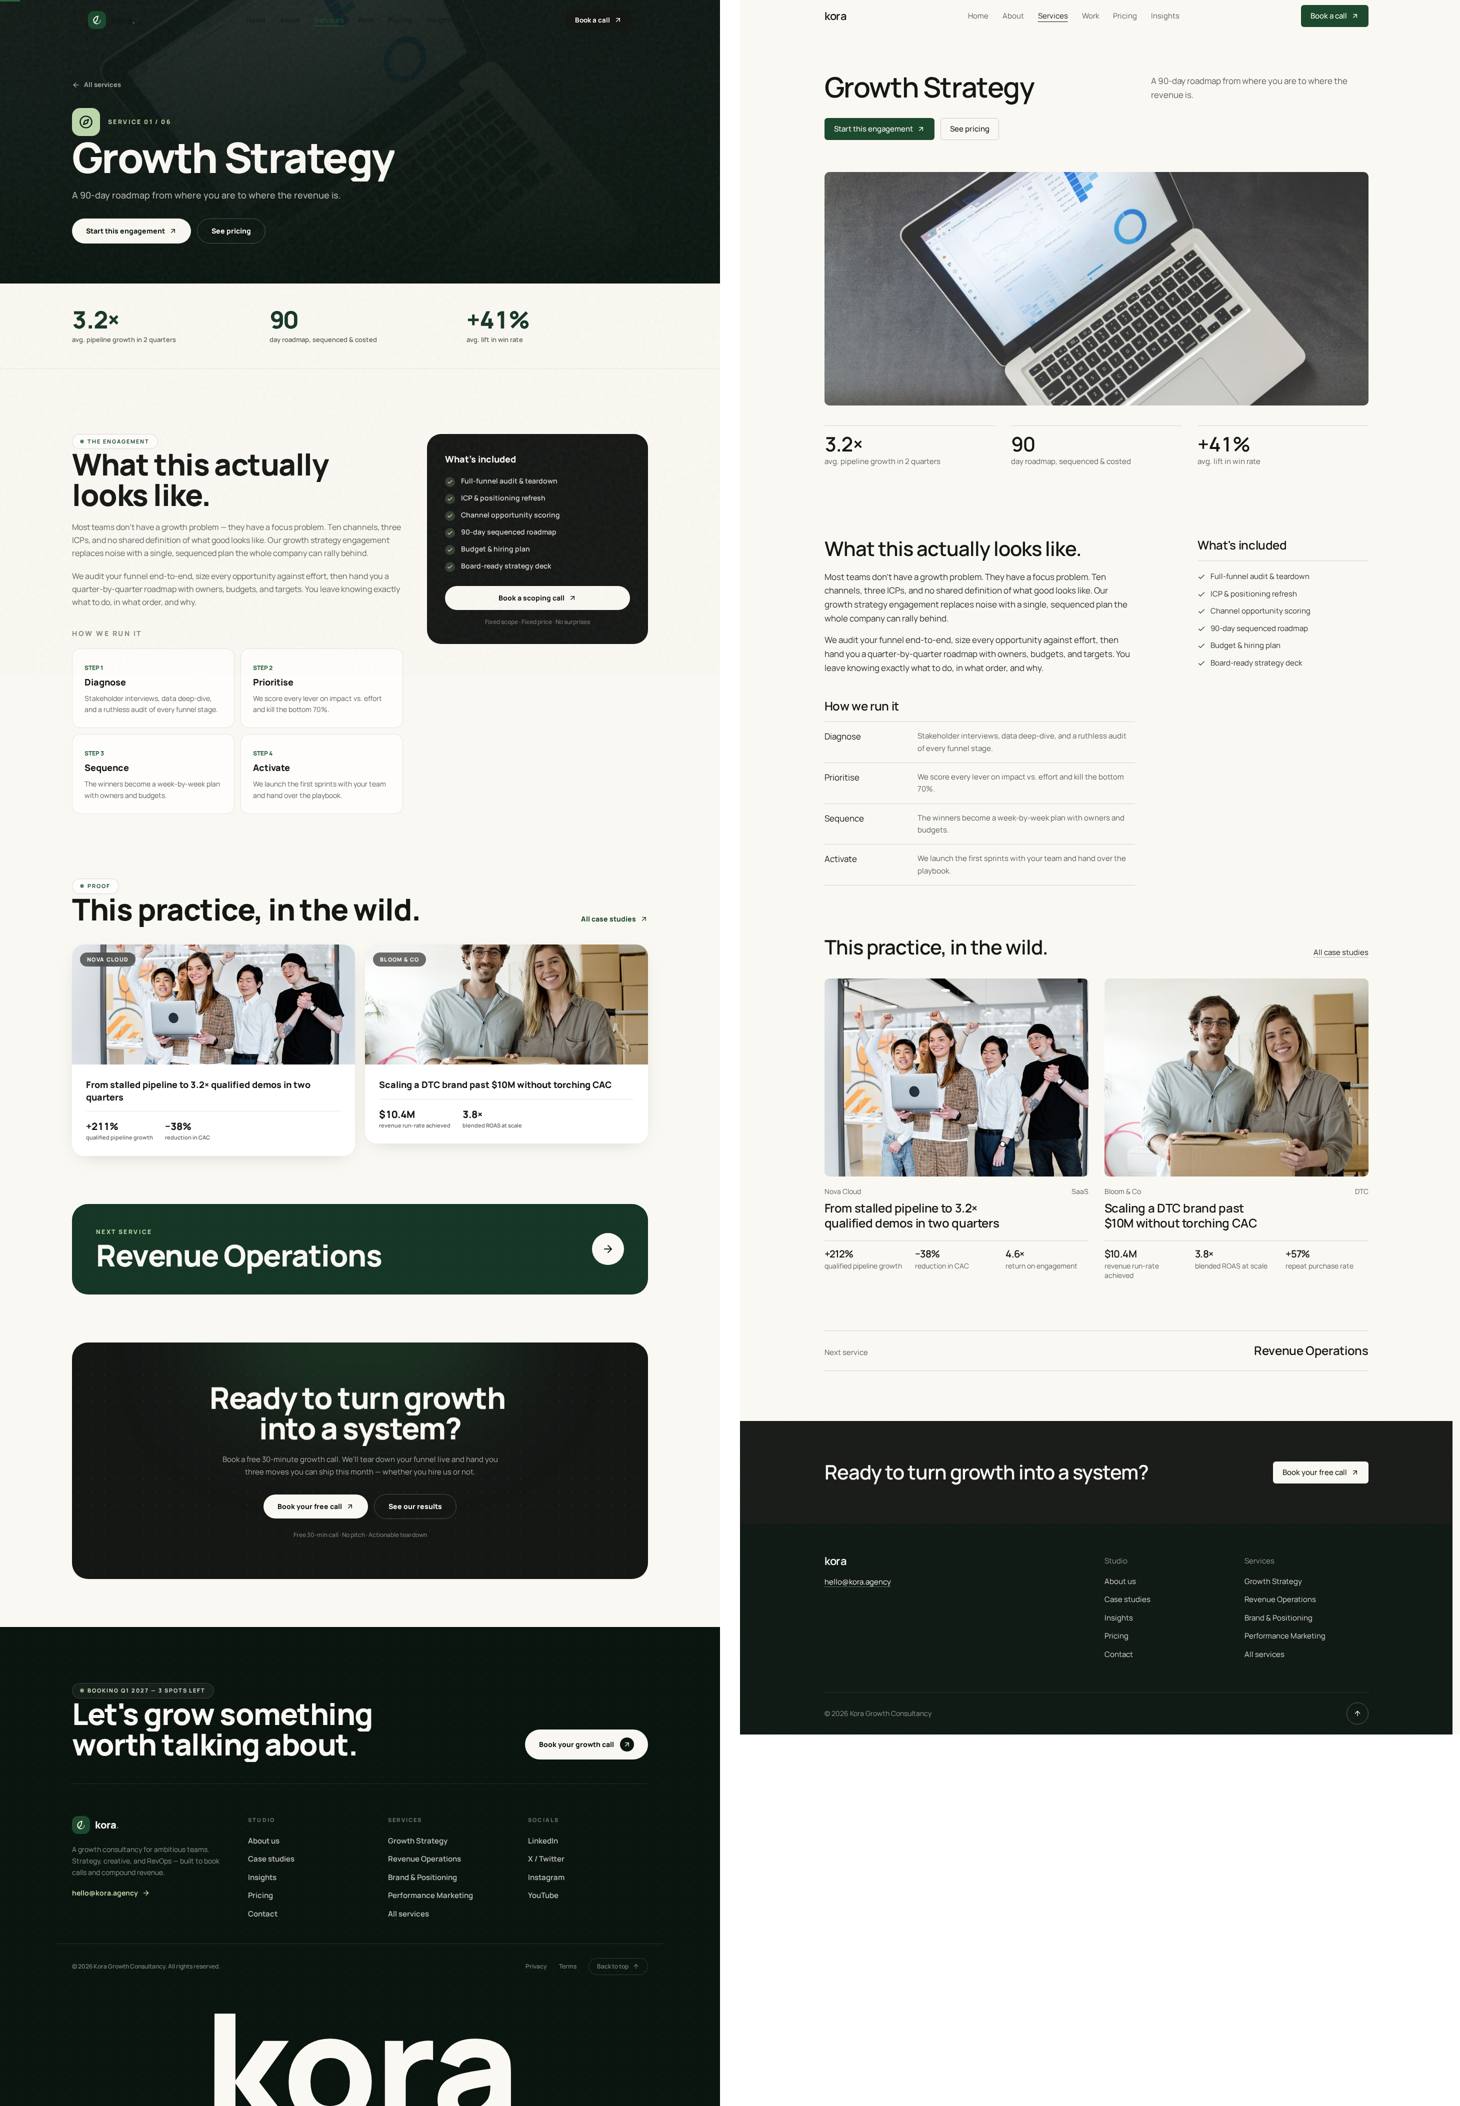 Services
Book a call
All services
SERVICE 01 / 06
Growth Strategy
A 90-day roadmap from where you are to where the revenue is.
Start this engagement
See pricing
3.2×
avg. pipeline growth in 2 quarters
90
day roadmap, sequenced & costed
+41%
avg. lift in win rate
THE ENGAGEMENT
What this actually
looks like.
Most teams don't have a growth problem — they have a focus problem. Ten channels, three
ICPs, and no shared definition of what good looks like. Our growth strategy engagement
replaces noise with a single, sequenced plan the whole company can rally behind.
We audit your funnel end-to-end, size every opportunity against effort, then hand you a
quarter-by-quarter roadmap with owners, budgets, and targets. You leave knowing exactly
what to do, in what order, and why.
HOW WE RUN IT
STEP 1
Diagnose
Stakeholder interviews, data deep-dive,
and a ruthless audit of every funnel stage.
STEP 2
Prioritise
We score every lever on impact vs. effort
and kill the bottom 70%.
STEP 3
Sequence
The winners become a week-by-week plan
with owners and budgets.
STEP 4
Activate
We launch the first sprints with your team
and hand over the playbook.
What's included
Full-funnel audit & teardown
ICP & positioning refresh
Channel opportunity scoring
90-day sequenced roadmap
Budget & hiring plan
Board-ready strategy deck
Book a scoping call
Fixed scope · Fixed price · No surprises
PROOF
This practice, in the wild.
All case studies
NOVA CLOUD
From stalled pipeline to 3.2× qualified demos in two
quarters
+211%
qualified pipeline growth
−38%
reduction in CAC
BLOOM & CO
Scaling a DTC brand past $10M without torching CAC
$10.4M
revenue run-rate achieved
3.8×
blended ROAS at scale
NEXT SERVICE
Revenue Operations
Ready to turn growth
into a system?
Book a free 30-minute growth call. We'll tear down your funnel live and hand you
three moves you can ship this month — whether you hire us or not.
Book your free call
See our results
Free 30-min call · No pitch · Actionable teardown
BOOKING Q1 2027 — 3 SPOTS LEFT
Let's grow something
worth talking about.
Book your growth call
kora.
A growth consultancy for ambitious teams.
Strategy, creative, and RevOps — built to book
calls and compound revenue.
hello@kora.agency
STUDIO
About us
Case studies
Insights
Pricing
Contact
SERVICES
Growth Strategy
Revenue Operations
Brand & Positioning
Performance Marketing
All services
SOCIALS
LinkedIn
X / Twitter
Instagram
YouTube
© 2026 Kora Growth Consultancy. All rights reserved.
Privacy
Terms
Back to top
kora
kora
Home
About
Services
Work
Pricing
Insights
Book a call
Growth Strategy
A 90-day roadmap from where you are to where the
revenue is.
Start this engagement
See pricing
3.2×
avg. pipeline growth in 2 quarters
90
day roadmap, sequenced & costed
+41%
avg. lift in win rate
What this actually looks like.
Most teams don't have a growth problem. They have a focus problem. Ten
channels, three ICPs, and no shared definition of what good looks like. Our
growth strategy engagement replaces noise with a single, sequenced plan the
whole company can rally behind.
We audit your funnel end-to-end, size every opportunity against effort, then
hand you a quarter-by-quarter roadmap with owners, budgets, and targets. You
leave knowing exactly what to do, in what order, and why.
What's included
Full-funnel audit & teardown
ICP & positioning refresh
Channel opportunity scoring
90-day sequenced roadmap
Budget & hiring plan
Board-ready strategy deck
How we run it
Diagnose
Stakeholder interviews, data deep-dive, and a ruthless audit
of every funnel stage.
Prioritise
We score every lever on impact vs. effort and kill the bottom
70%.
Sequence
The winners become a week-by-week plan with owners and
budgets.
Activate
We launch the first sprints with your team and hand over the
playbook.
This practice, in the wild.
All case studies
Nova Cloud
SaaS
From stalled pipeline to 3.2×
qualified demos in two quarters
+212%
qualified pipeline growth
−38%
reduction in CAC
4.6×
return on engagement
Bloom & Co
DTC
Scaling a DTC brand past
$10M without torching CAC
$10.4M
revenue run-rate
achieved
3.8×
blended ROAS at scale
+57%
repeat purchase rate
Next service
Revenue Operations
Ready to turn growth into a system?
Book your free call
kora
hello@kora.agency
Studio
About us
Case studies
Insights
Pricing
Contact
Services
Growth Strategy
Revenue Operations
Brand & Positioning
Performance Marketing
All services
© 2026 Kora Growth Consultancy